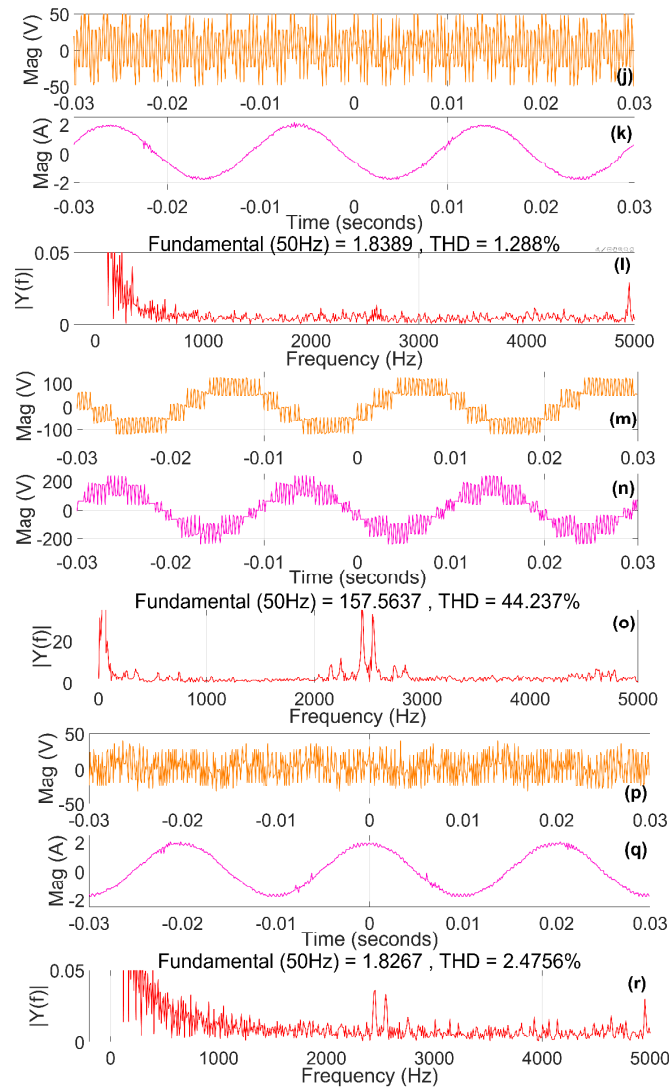 50
0
-50
Mag (V)
(j)
-0.03 -0.02 -0.01 0 0.01 0.02 0.03
2
0
-2
Mag (A)
(k)
-0.03 -0.02 -0.01 0 0.01 0.02 0.03
Time (seconds)
Fundamental (50Hz) = 1.8389 , THD = 1.288%
0.05
0
|Y(f)|
(l)
0 1000 2000 3000 4000 5000
Frequency (Hz)
100
0
-100
Mag (V)
(m)
-0.03 -0.02 -0.01 0 0.01 0.02 0.03
200
0
-200
Mag (V)
(n)
-0.03 -0.02 -0.01 0 0.01 0.02 0.03
Time (seconds)
Fundamental (50Hz) = 157.5637 , THD = 44.237%
20
0
|Y(f)|
(o)
0 1000 2000 3000 4000 5000
Frequency (Hz)
50
0
-50
Mag (V)
(p)
-0.03 -0.02 -0.01 0 0.01 0.02 0.03
2
0
-2
Mag (A)
(q)
-0.03 -0.02 -0.01 0 0.01 0.02 0.03
Time (seconds)
Fundamental (50Hz) = 1.8267 , THD = 2.4756%
0.05
0
|Y(f)|
(r)
0 1000 2000 3000 4000 5000
Frequency (Hz)